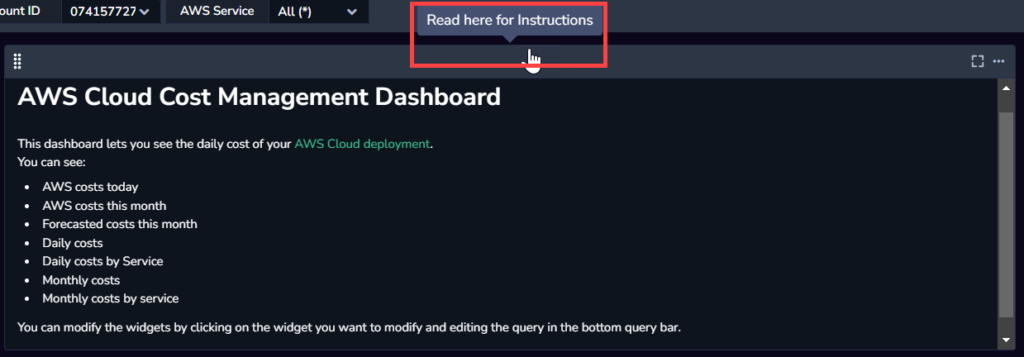 ount ID 074157727 AWS Service All (*)
Read here for Instructions
AWS Cloud Cost Management Dashboard
This dashboard lets you see the daily cost of your AWS Cloud deployment.
You can see:
• AWS costs today
• AWS costs this month
• Forecasted costs this month
• Daily costs
• Daily costs by Service
• Monthly costs
• Monthly costs by service
You can modify the widgets by clicking on the widget you want to modify and editing the query in the bottom query bar.